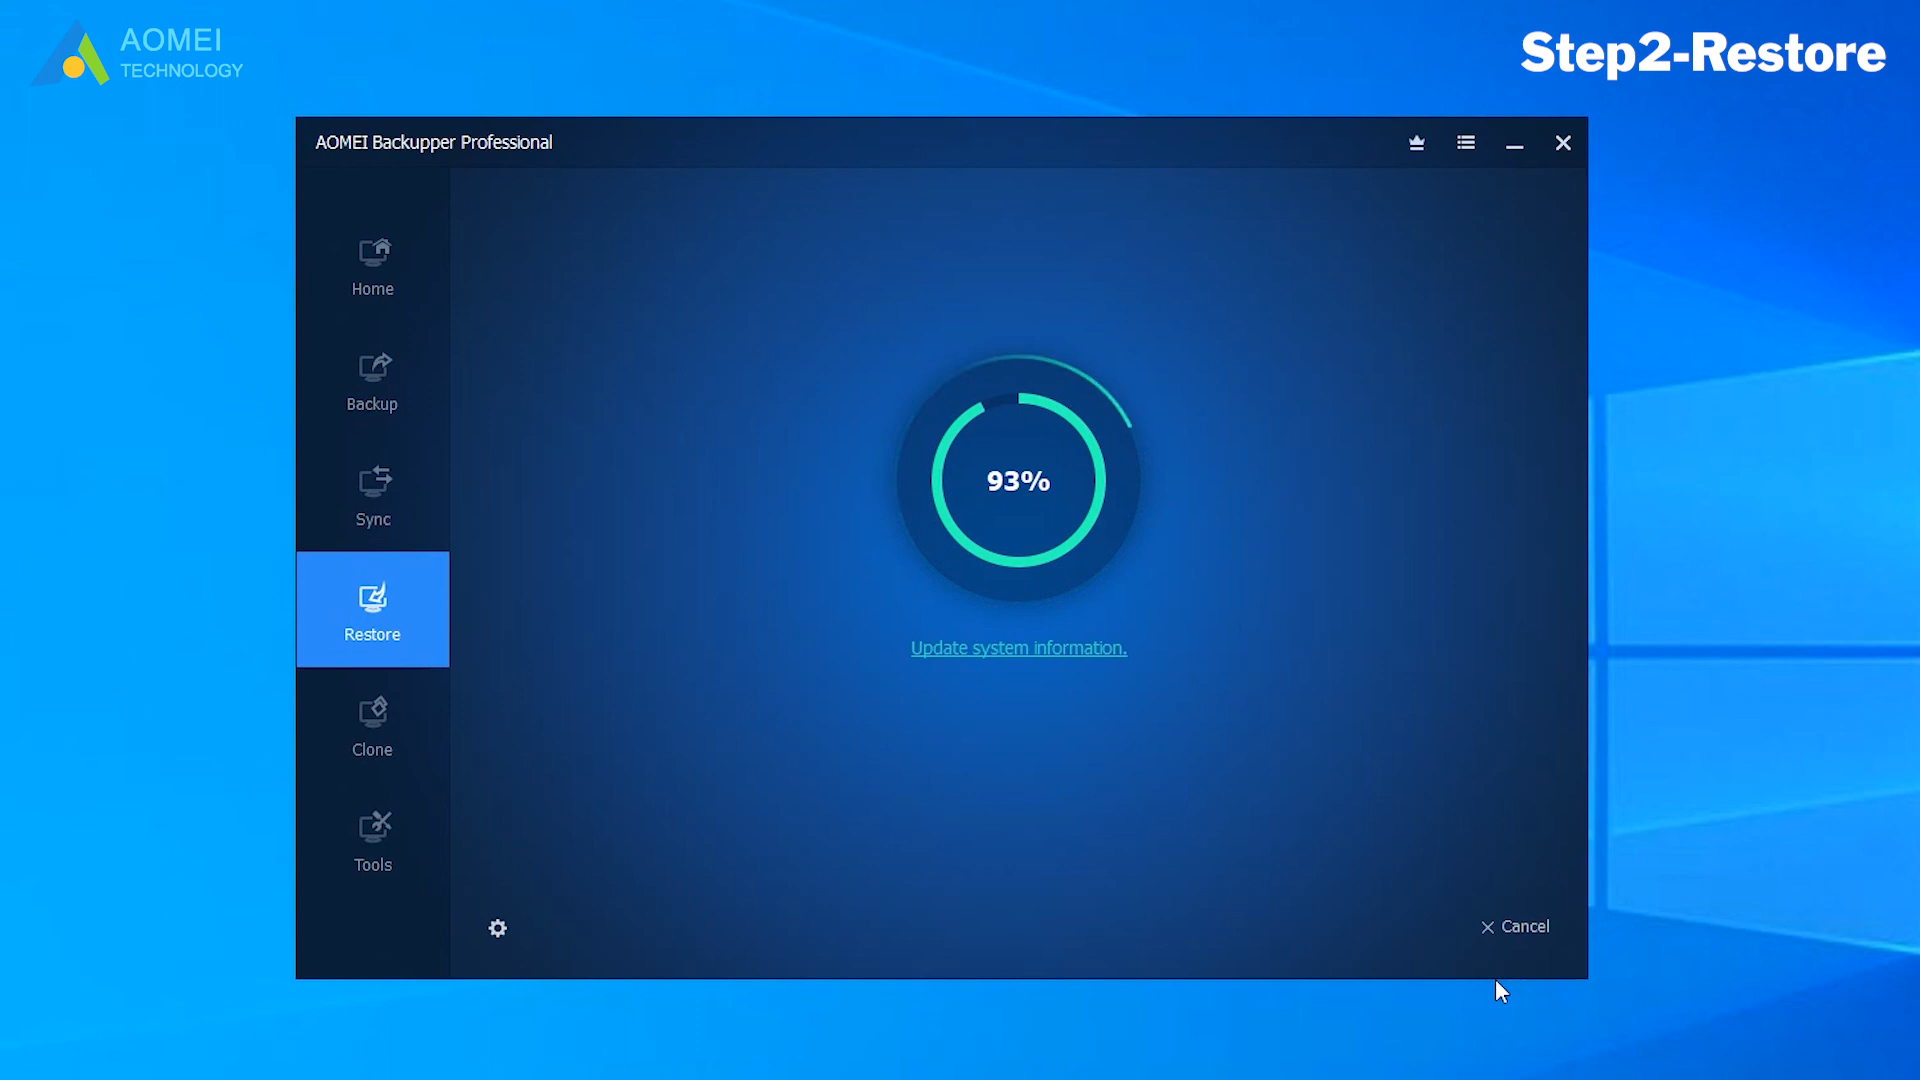 AOMEI
TECHNOLOGY
Step2-Restore
AOMEI Backupper Professional
Home
Backup
Sync
Restore
Clone
Tools
93%
Update system information.
Cancel